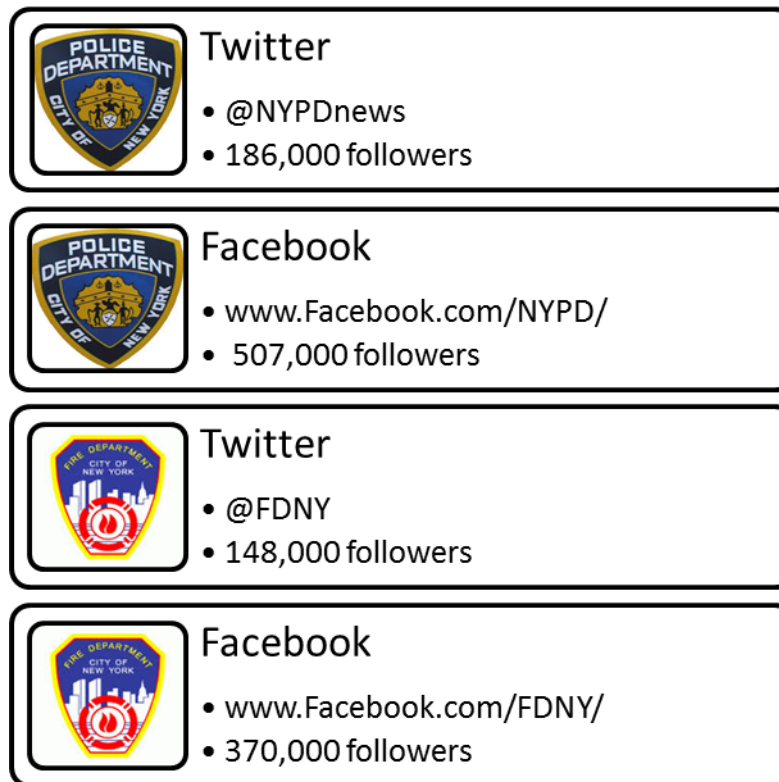 POLICE
DEPARTMENT
CITY OF NEW YORK
Twitter
• @NYPDnews
• 186,000 followers
POLICE
DEPARTMENT
CITY OF NEW YORK
Facebook
• www.Facebook.com/NYPD/
• 507,000 followers
FIRE DEPARTMENT
CITY OF
NEW YORK
Twitter
• @FDNY
• 148,000 followers
FIRE DEPARTMENT
CITY OF
NEW YORK
Facebook
• www.Facebook.com/FDNY/
• 370,000 followers